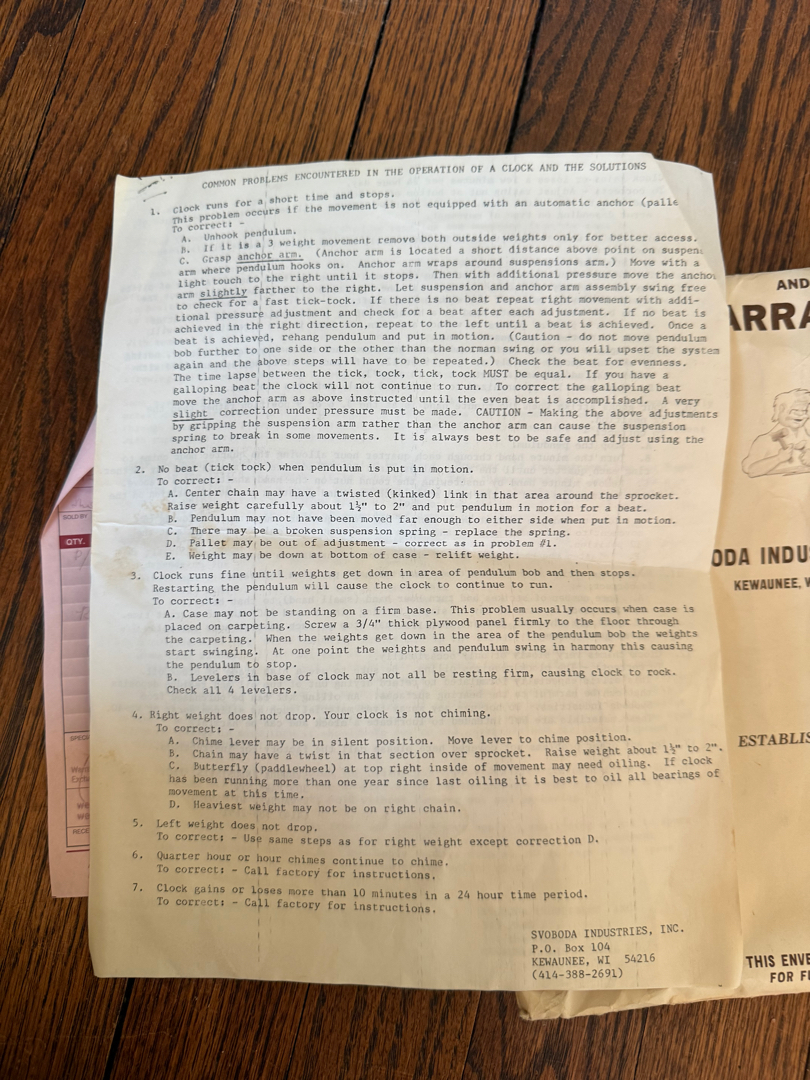 COMMON PROBLEMS ENCOUNTERED IN THE OPERATION OF A CLOCK AND THE SOLUTIONS
1. Clock runs for a short time and stops.
This problem occurs if the movement is not equipped with an automatic anchor (palle
To correct: -
A. Unhook pendulum.
B. If it is a 3 weight movement remove both outside weights only for better access.
C. Grasp anchor arm. (Anchor arm is located a short distance above point on suspen
arm where pendulum hooks on. Anchor arm wraps around suspensions arm.) Move with a
light touch to the right until it stops. Then with additional pressure move the ancho
arm slightly farther to the right. Let suspension and anchor arm assembly swing free
to check for a fast tick-tock. If there is no beat repeat right movement with addi-
tional pressure adjustment and check for a beat after each adjustment. If no beat is
achieved in the right direction, repeat to the left until a beat is achieved. Once a
beat is achieved, rehang pendulum and put in motion. (Caution - do not move pendulum
bob further to one side or the other than the norman swing or you will upset the system
again and the above steps will have to be repeated.) Check the beat for evenness.
The time lapse between the tick, tock, tick, tock MUST be equal. If you have a
galloping beat the clock will not continue to run. To correct the galloping beat
move the anchor arm as above instructed until the even beat is accomplished. A very
slight correction under pressure must be made. CAUTION - Making the above adjustments
by gripping the suspension arm rather than the anchor arm can cause the suspension
spring to break in some movements. It is always best to be safe and adjust using the
anchor arm.
2. No beat (tick tock) when pendulum is put in motion.
To correct: -
A. Center chain may have a twisted (kinked) link in that area around the sprocket.
Raise weight carefully about 1½" to 2" and put pendulum in motion for a beat.
B. Pendulum may not have been moved far enough to either side when put in motion.
C. There may be a broken suspension spring - replace the spring.
D. Pallet may be out of adjustment - correct as in problem #1.
E. Weight may be down at bottom of case - relift weight.
3. Clock runs fine until weights get down in area of pendulum bob and then stops.
Restarting the pendulum will cause the clock to continue to run.
To correct: -
A. Case may not be standing on a firm base. This problem usually occurs when case is
placed on carpeting. Screw a 3/4" thick plywood panel firmly to the floor through
the carpeting. When the weights get down in the area of the pendulum bob the weights
start swinging. At one point the weights and pendulum swing in harmony this causing
the pendulum to stop.
B. Levelers in base of clock may not all be resting firm, causing clock to rock.
Check all 4 levelers.
4. Right weight does not drop. Your clock is not chiming.
To correct: -
A. Chime lever may be in silent position. Move lever to chime position.
B. Chain may have a twist in that section over sprocket. Raise weight about 1½" to 2".
C. Butterfly (paddlewheel) at top right inside of movement may need oiling. If clock
has been running more than one year since last oiling it is best to oil all bearings of
movement at this time.
D. Heaviest weight may not be on right chain.
5. Left weight does not drop.
To correct: - Use same steps as for right weight except correction D.
6. Quarter hour or hour chimes continue to chime.
To correct: - Call factory for instructions.
7. Clock gains or loses more than 10 minutes in a 24 hour time period.
To correct: - Call factory for instructions.
SVOBODA INDUSTRIES, INC.
P.O. Box 104
KEWAUNEE, WI 54216
(414-388-2691)
AND
ARRA
ODA INDU
KEWAUNEE, W
ESTABLIS
THIS ENVE
FOR F
SOLD BY
QTY.
SPEC
RECE